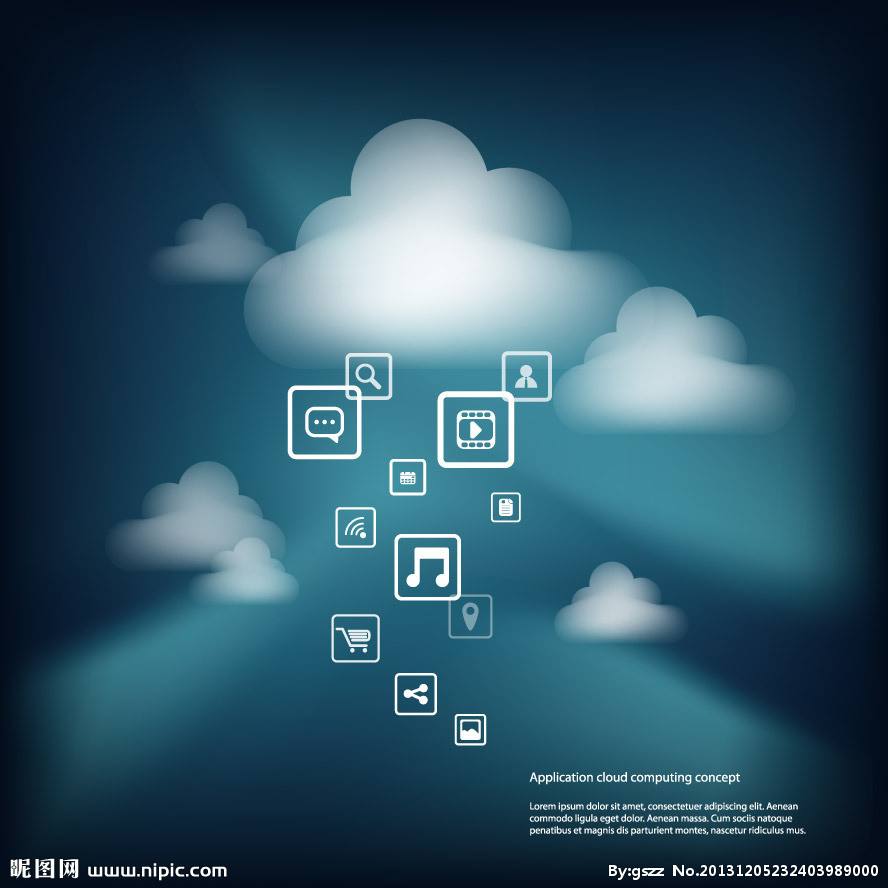 Application cloud computing concept
Lorem ipsum dolor sit amet, consectetuer adipiscing elit. Aenean
commodo ligula eget dolor. Aenean massa. Cum sociis natoque
penatibus et magnis dis parturient montes, nascetur ridiculus mus.
昵图网 www.nipic.com
By:gszz No.20131205232403989000